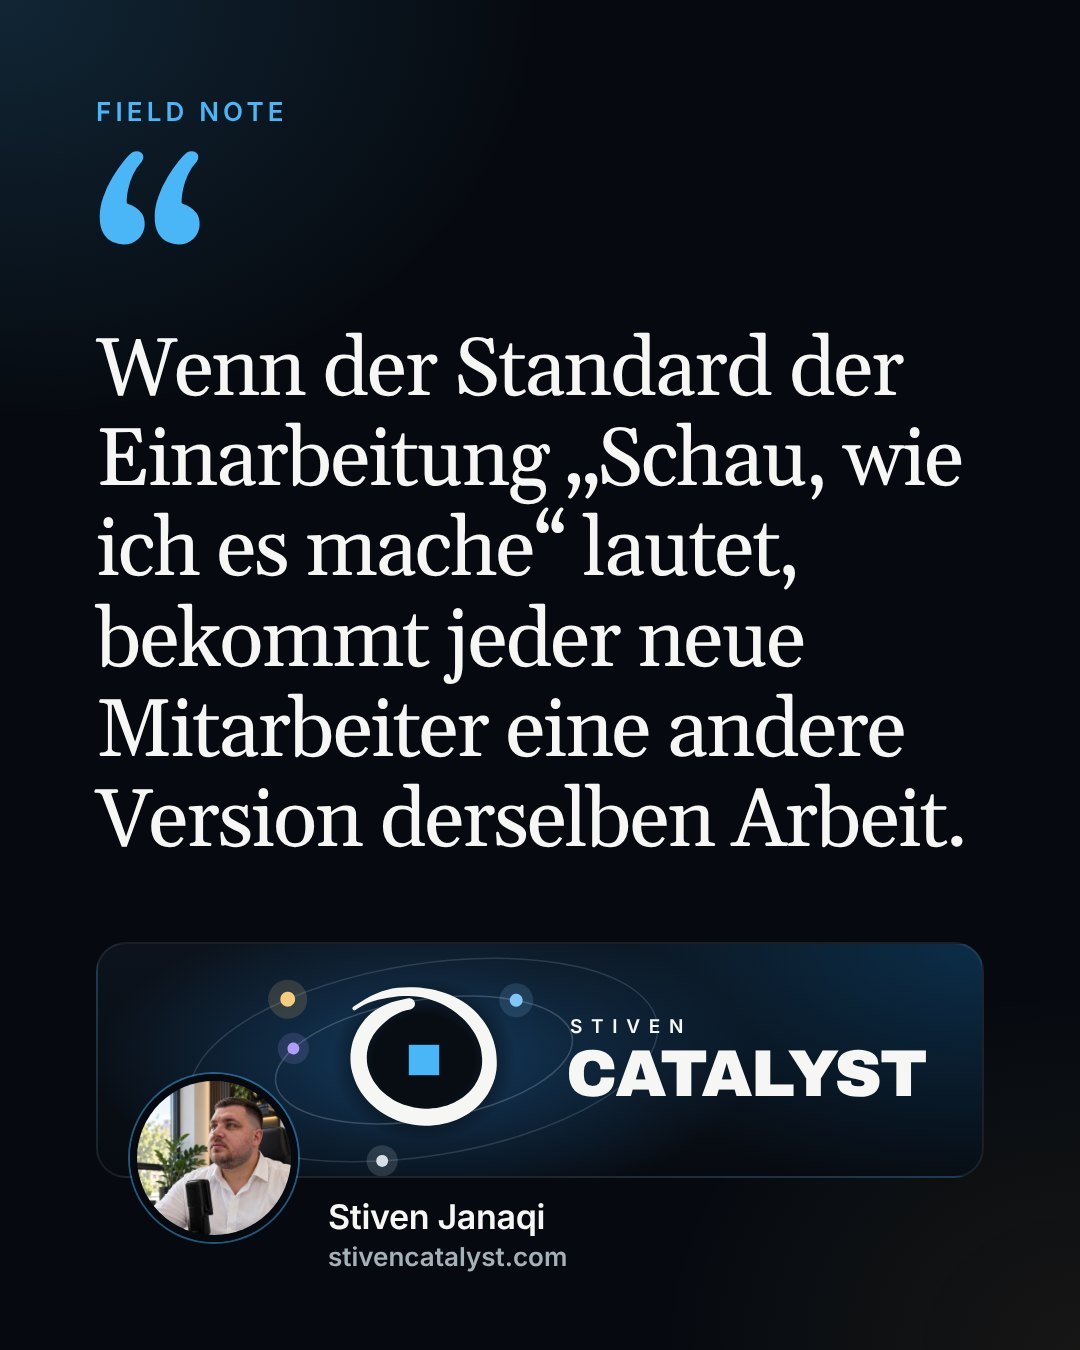 FIELD NOTE
“
Wenn der Standard der
Einarbeitung „Schau, wie
ich es mache“ lautet,
bekommt jeder neue
Mitarbeiter eine andere
Version derselben Arbeit.
STIVEN
CATALYST
Stiven Janaqi
stivencatalyst.com